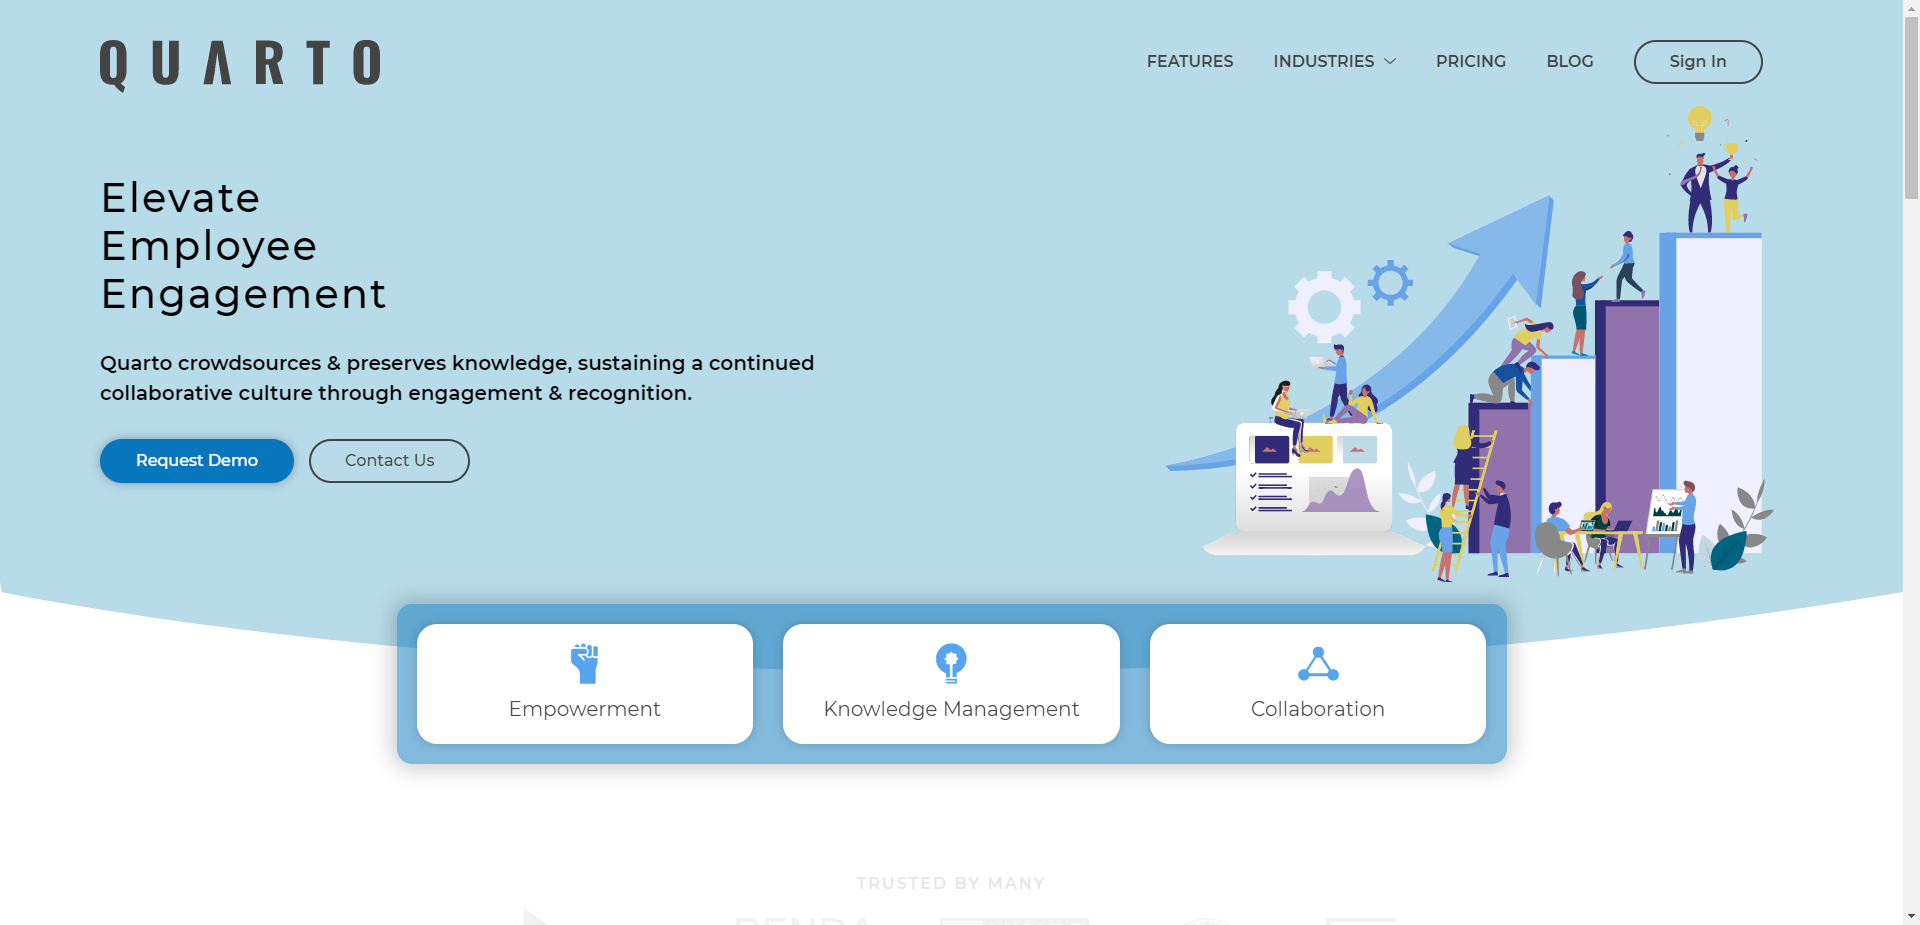 QUARTO
FEATURES
INDUSTRIES
PRICING
BLOG
Sign In
Elevate
Employee
Engagement
Quarto crowdsources & preserves knowledge, sustaining a continued
collaborative culture through engagement & recognition.
Request Demo
Contact Us
Empowerment
Knowledge Management
Collaboration
TRUSTED BY MANY